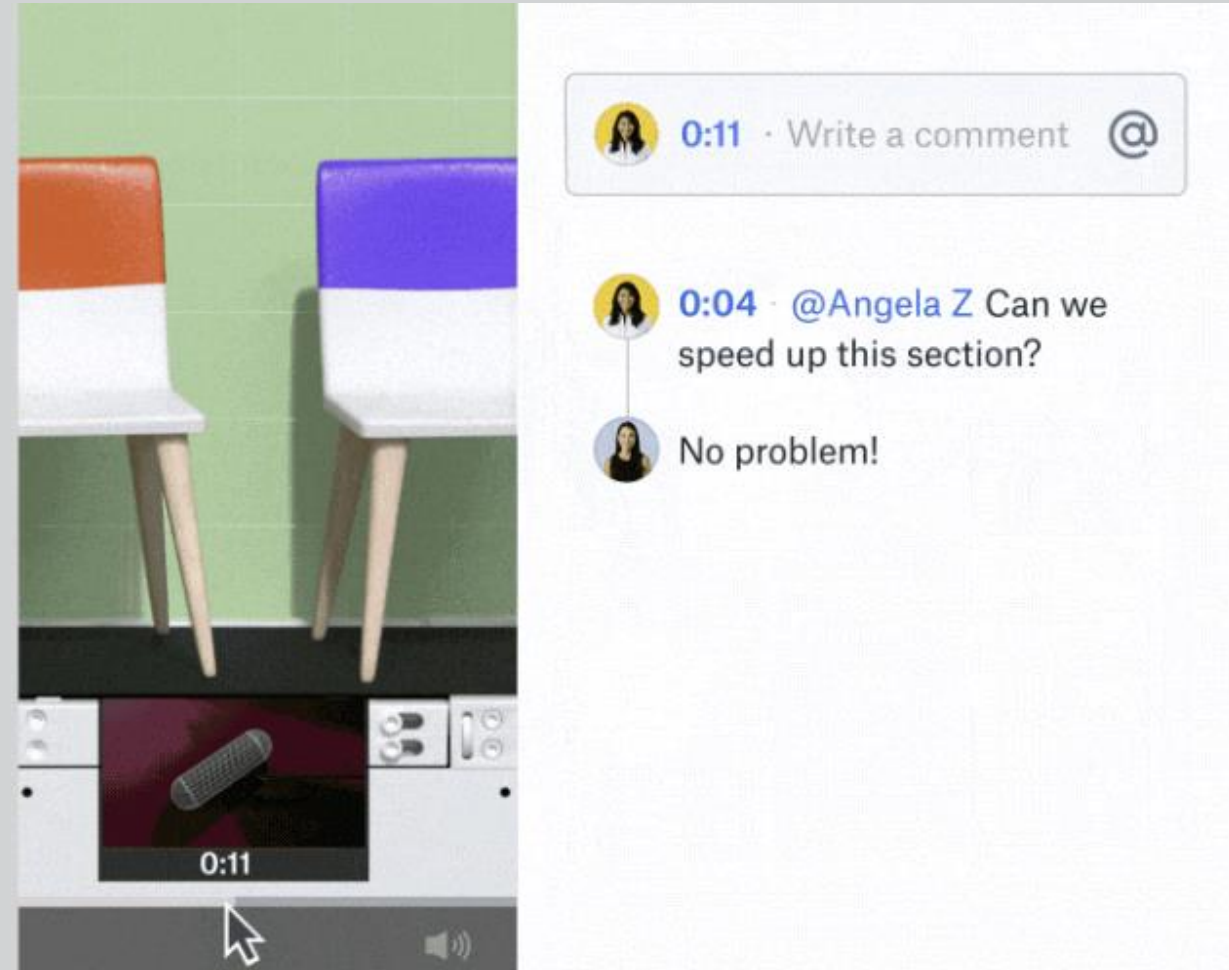 0:11 · Write a comment @
0:04 · @Angela Z Can we
speed up this section?
No problem!
0:11